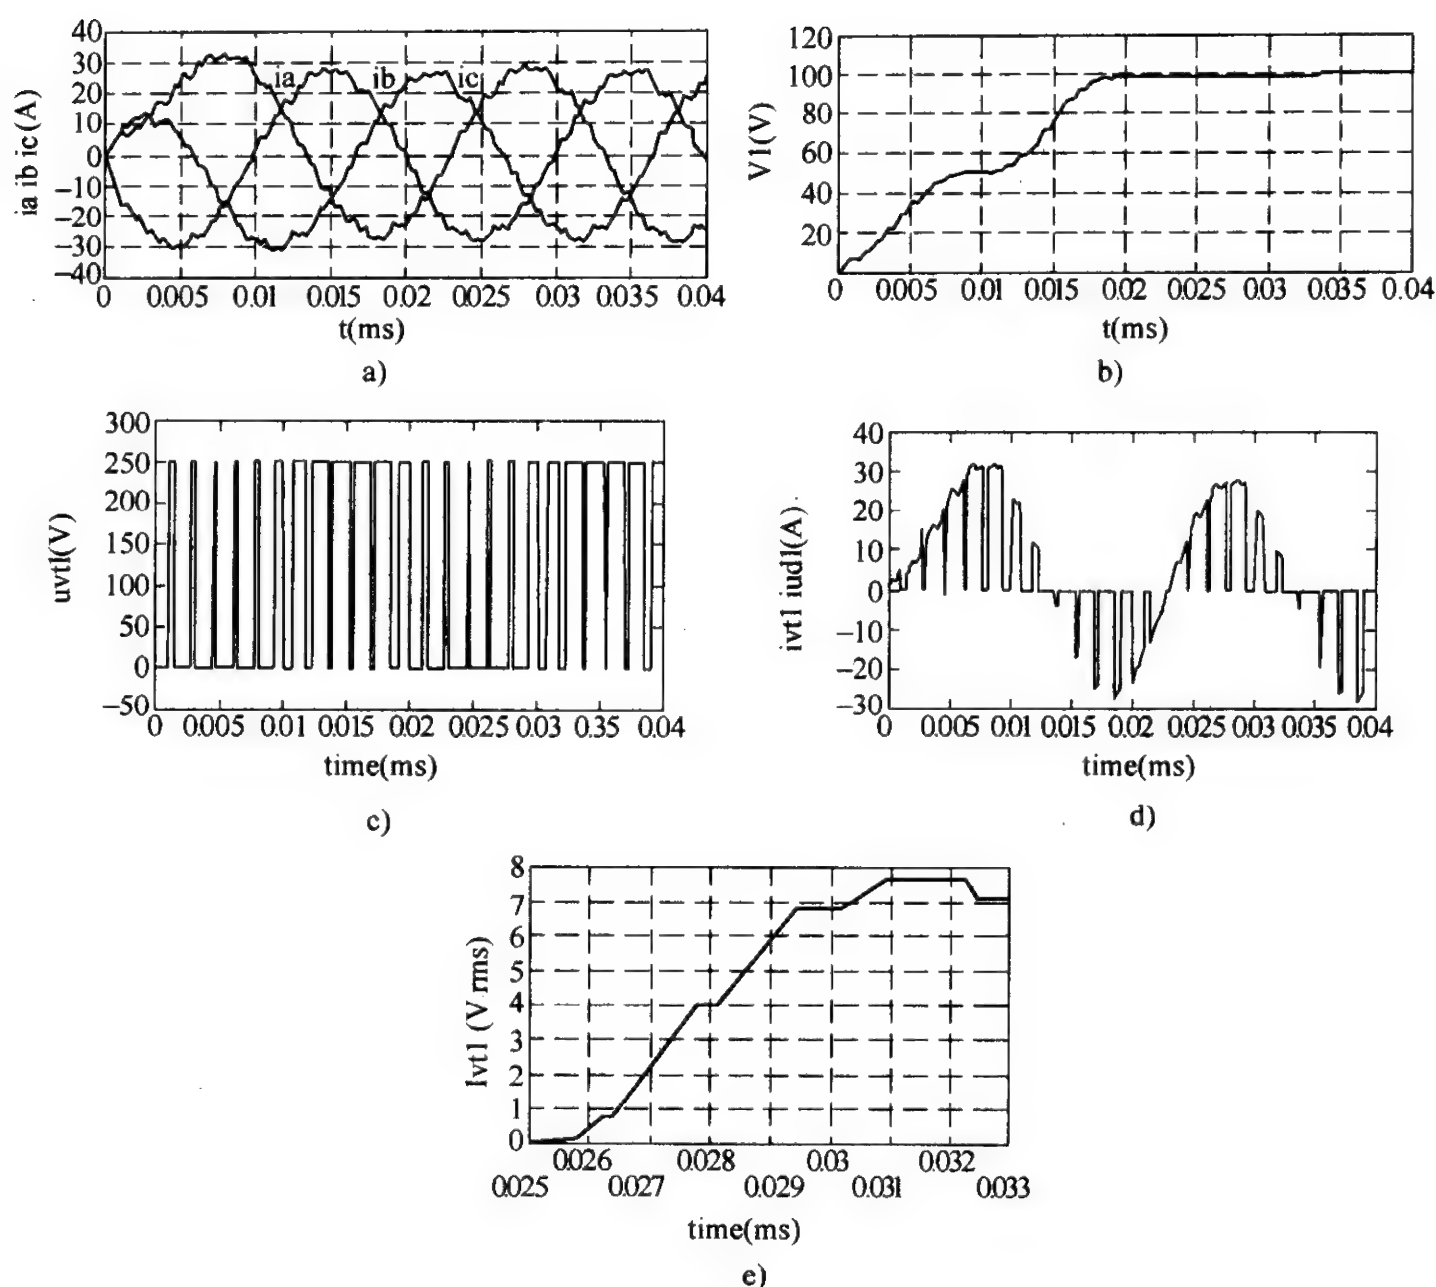 40
30
20
10
0
−10
−20
−30
−40
ia ib ic (A)
ia
ib
ic
0 0.005 0.01 0.015 0.02 0.025 0.03 0.035 0.04
t(ms)
a)
120
100
80
60
40
20
V1(V)
0 0.005 0.01 0.015 0.02 0.025 0.03 0.035 0.04
t(ms)
b)
300
250
200
150
100
50
0
−50
uvt1(V)
0 0.005 0.01 0.015 0.02 0.025 0.03 0.35 0.04
time(ms)
c)
40
30
20
10
0
−10
−20
−30
ivt1 iud1(A)
0 0.005 0.01 0.015 0.02 0.025 0.03 0.035 0.04
time(ms)
d)
8
7
6
5
4
3
2
1
0
Ivt1 (V rms)
0.026 0.028 0.03 0.032
0.025 0.027 0.029 0.031 0.033
time(ms)
e)